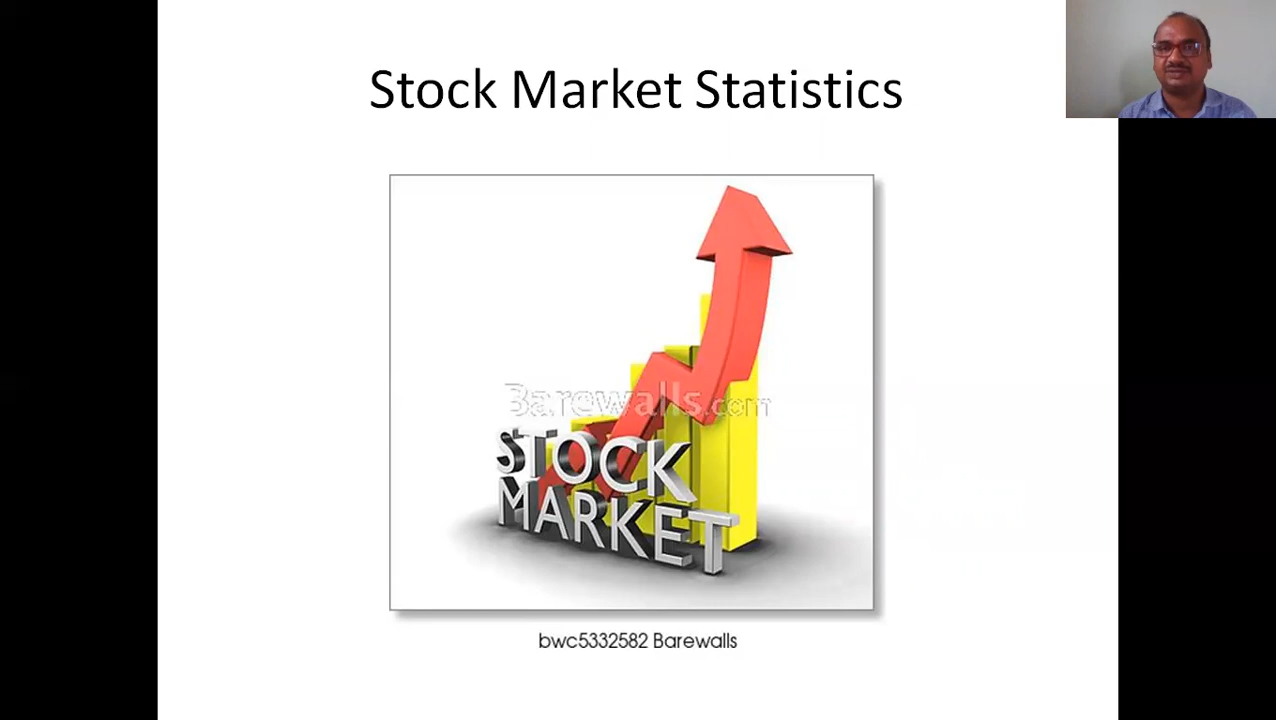 Stock Market Statistics
Barewalls.com
STOCK
MARKET
bwc5332582 Barewalls